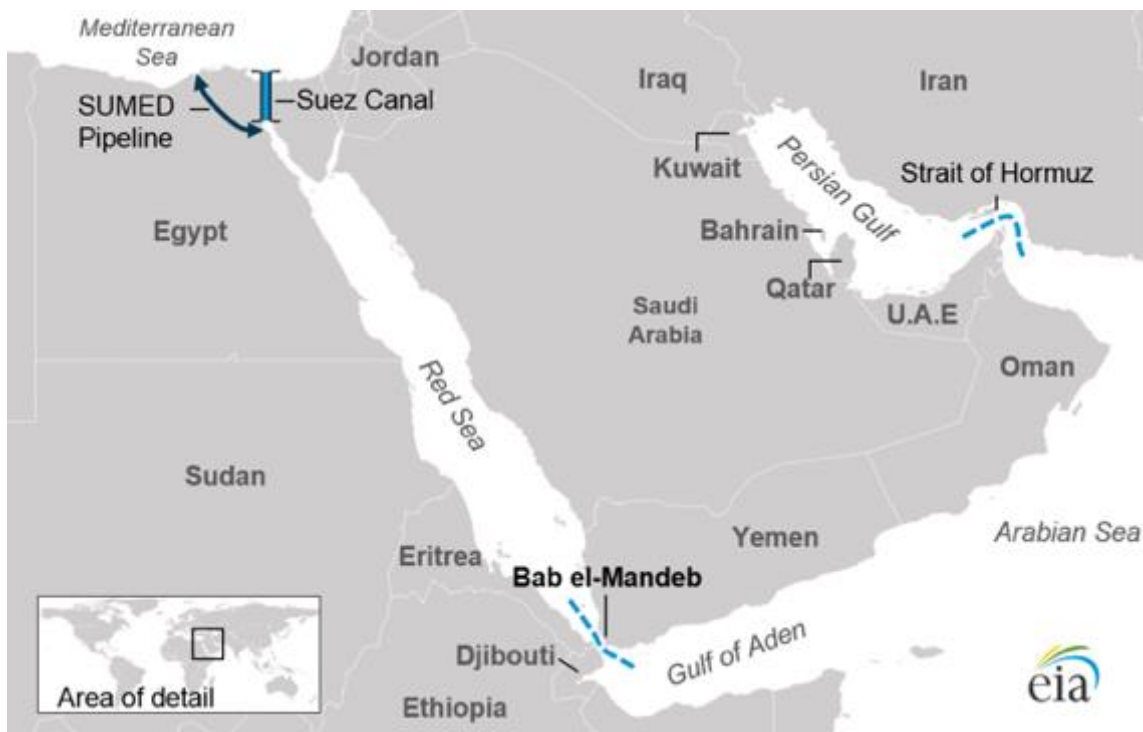 Mediterranean
Sea
Jordan
Iraq
Iran
SUMED
Pipeline
Suez Canal
Kuwait
Persian Gulf
Strait of Hormuz
Egypt
Bahrain
Qatar
Saudi
Arabia
U.A.E
Oman
Red Sea
Sudan
Eritrea
Yemen
Arabian Sea
Bab el-Mandeb
Djibouti
Gulf of Aden
Ethiopia
Area of detail
eia